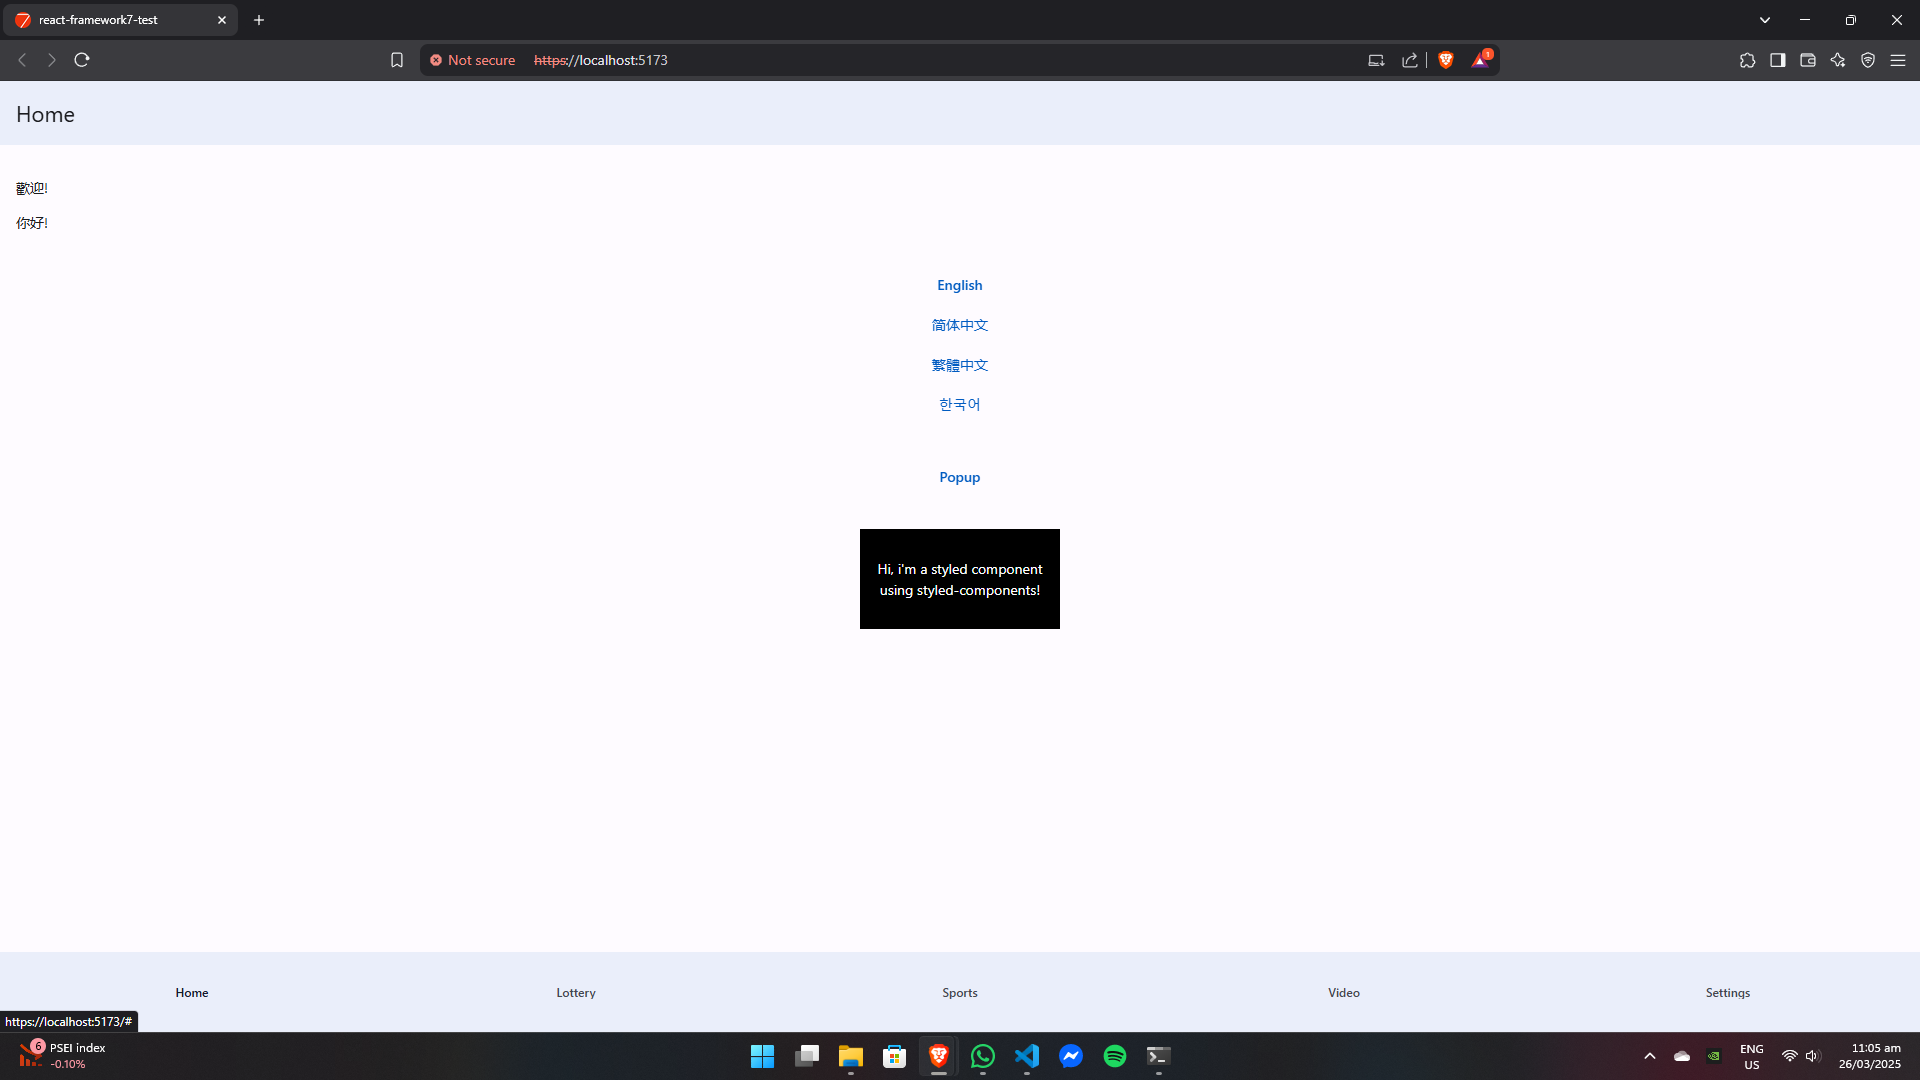 react-framework7-test
Not secure
https://localhost:5173
1
Home
歡迎!
你好!
English
简体中文
繁體中文
한국어
Popup
Hi, i'm a styled component
using styled-components!
Home
Lottery
Sports
Video
Settings
https://localhost:5173/#
6
PSEI index
-0.10%
ENG
US
11:05 am
26/03/2025